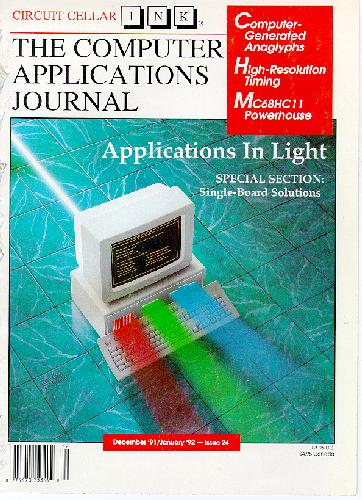 CIRCUIT CELLAR INK
THE COMPUTER
APPLICATIONS
JOURNAL
Computer-
Generated
Anaglyphs
High-Resolution
Timing
MC68HC11
Powerhouse
Applications In Light
SPECIAL SECTION:
Single-Board Solutions
December '91/January '92 — Issue 24